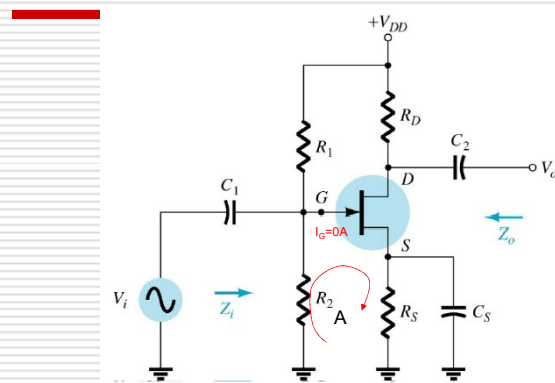 +V_DD
R_D
R_1
C_2
D
V_o
C_1
G
I_G=0A
Z_o
S
V_i
Z_i
R_2
A
R_S
C_S